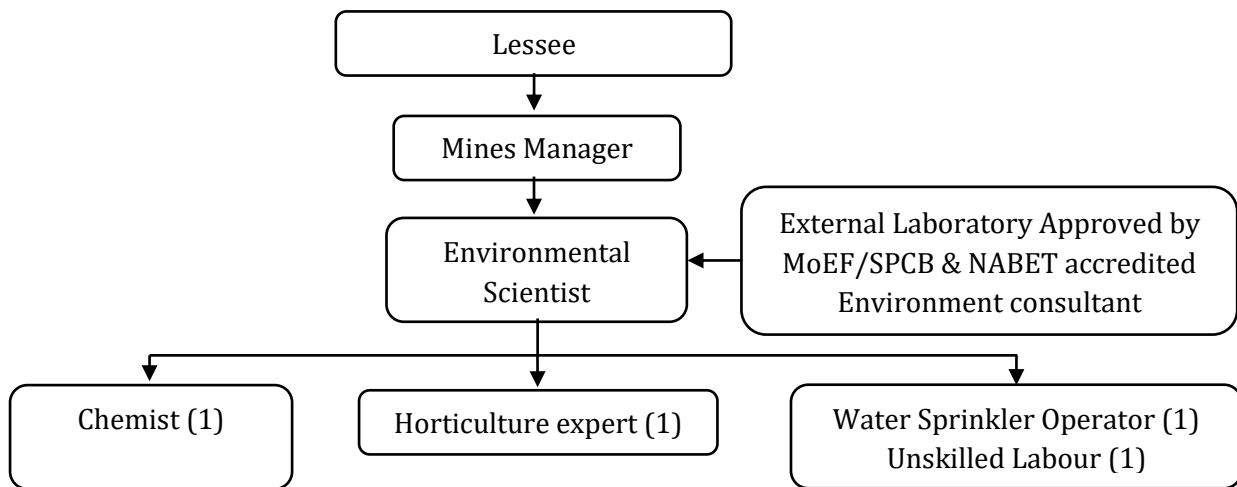 Lessee
Mines Manager
Environmental
Scientist
External Laboratory Approved by
MoEF/SPCB & NABET accredited
Environment consultant
Chemist (1)
Horticulture expert (1)
Water Sprinkler Operator (1)
Unskilled Labour (1)